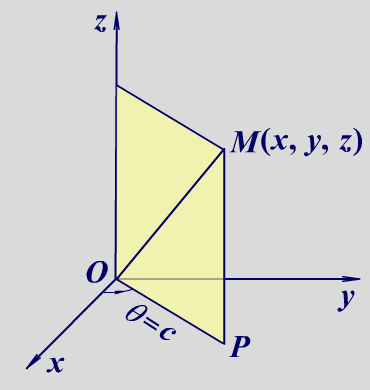 z
M(x, y, z)
O
y
θ=c
P
x